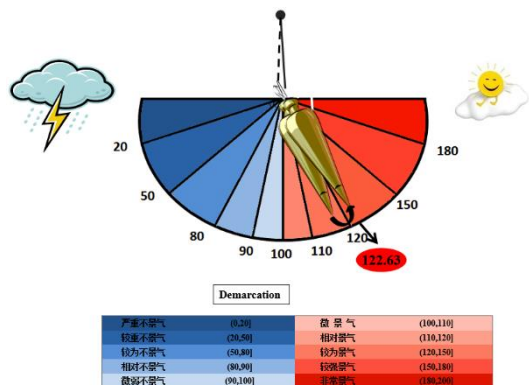 20
50
80
90
100
110
120
150
180
122.63
Demarcation
严重不景气 (0,20] 微 景 气 (100,110]
较重不景气 (20,50] 相对景气 (110,120]
较为不景气 (50,80] 较为景气 (120,150]
相对不景气 (80,90] 较强景气 (150,180]
微弱不景气 (90,100] 非常景气 (180,200]